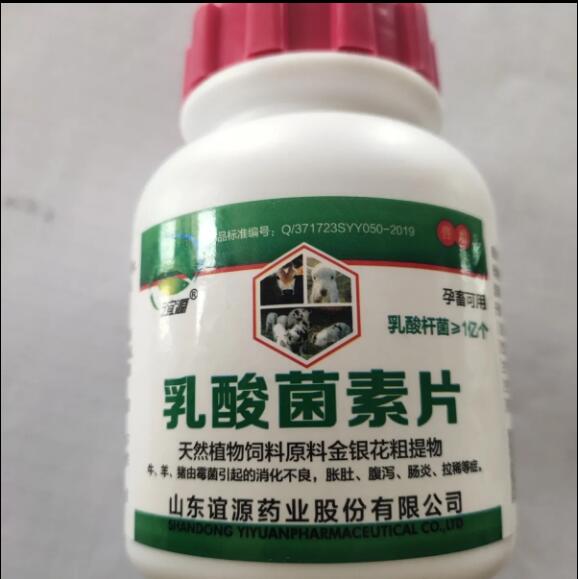 品标准编号：Q/371723SYY050-2019
谊源®
孕畜可用
乳酸杆菌≥1亿个
乳酸菌素片
天然植物饲料原料金银花粗提物
牛、羊、猪由霉菌引起的消化不良，胀肚、腹泻、肠炎、拉稀等症。
山东谊源药业股份有限公司
SHANDONG YIYUANPHARMACEUTICAL CO.,LTD